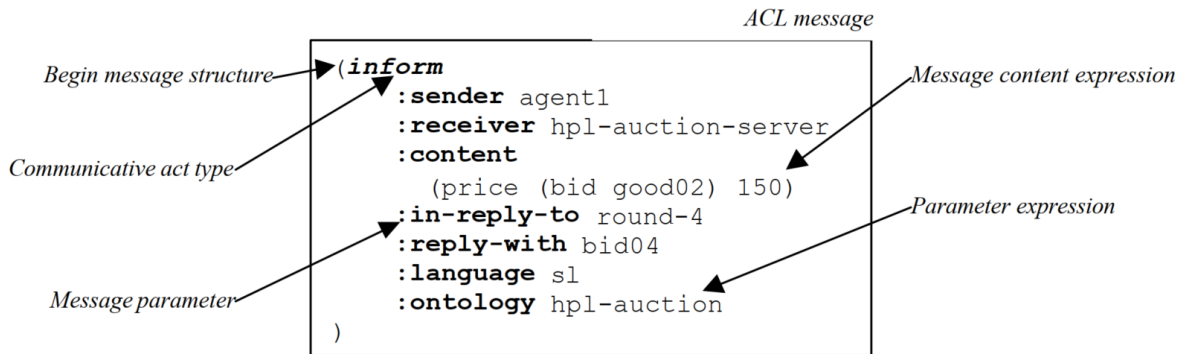 ACL message
Begin message structure
(inform
Message content expression
:sender agent1
:receiver hpl-auction-server
Communicative act type
:content
(price (bid good02) 150)
:in-reply-to round-4
Parameter expression
:reply-with bid04
:language sl
Message parameter
:ontology hpl-auction
)